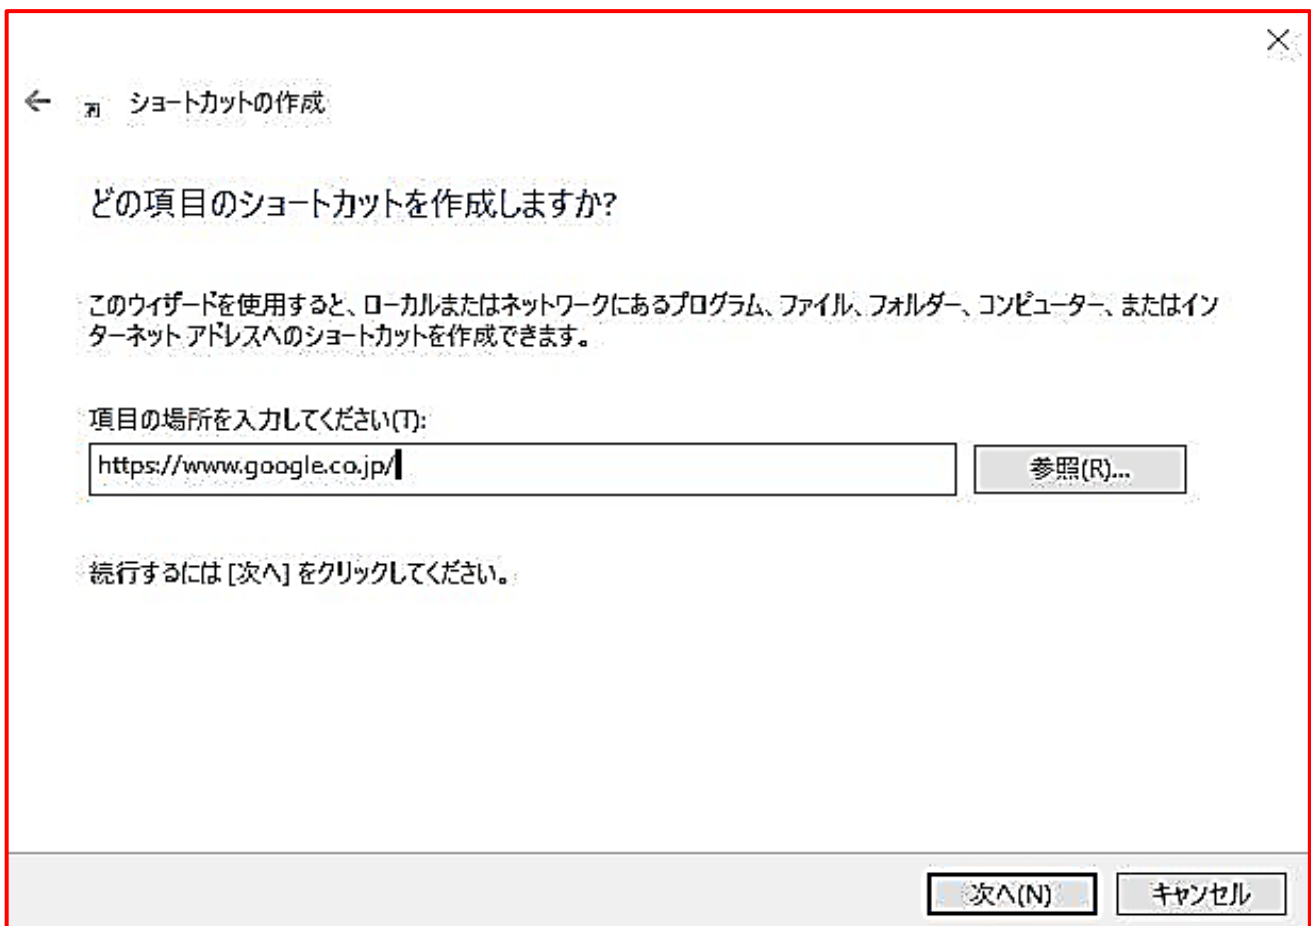 ショートカットの作成
どの項目のショートカットを作成しますか?
このウィザードを使用すると、ローカルまたはネットワークにあるプログラム、ファイル、フォルダー、コンピューター、またはイン
ターネット アドレスへのショートカットを作成できます。
項目の場所を入力してください(T):
https://www.google.co.jp/
参照(R)...
続行するには [次へ] をクリックしてください。
次へ(N)
キャンセル